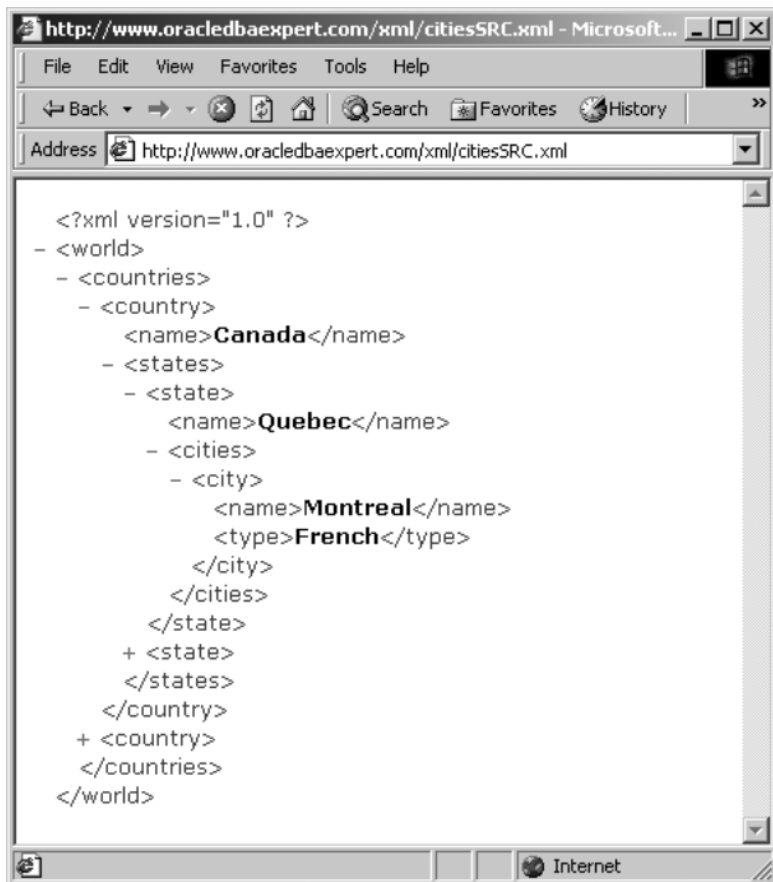 http://www.oracledbaexpert.com/xml/citiesSRC.xml - Microsoft...
File Edit View Favorites Tools Help
Back Search Favorites History »
Address http://www.oracledbaexpert.com/xml/citiesSRC.xml
<?xml version="1.0" ?>
– <world>
– <countries>
– <country>
<name>Canada</name>
– <states>
– <state>
<name>Quebec</name>
– <cities>
– <city>
<name>Montreal</name>
<type>French</type>
</city>
</cities>
</state>
+ <state>
</states>
</country>
+ <country>
</countries>
</world>
Internet